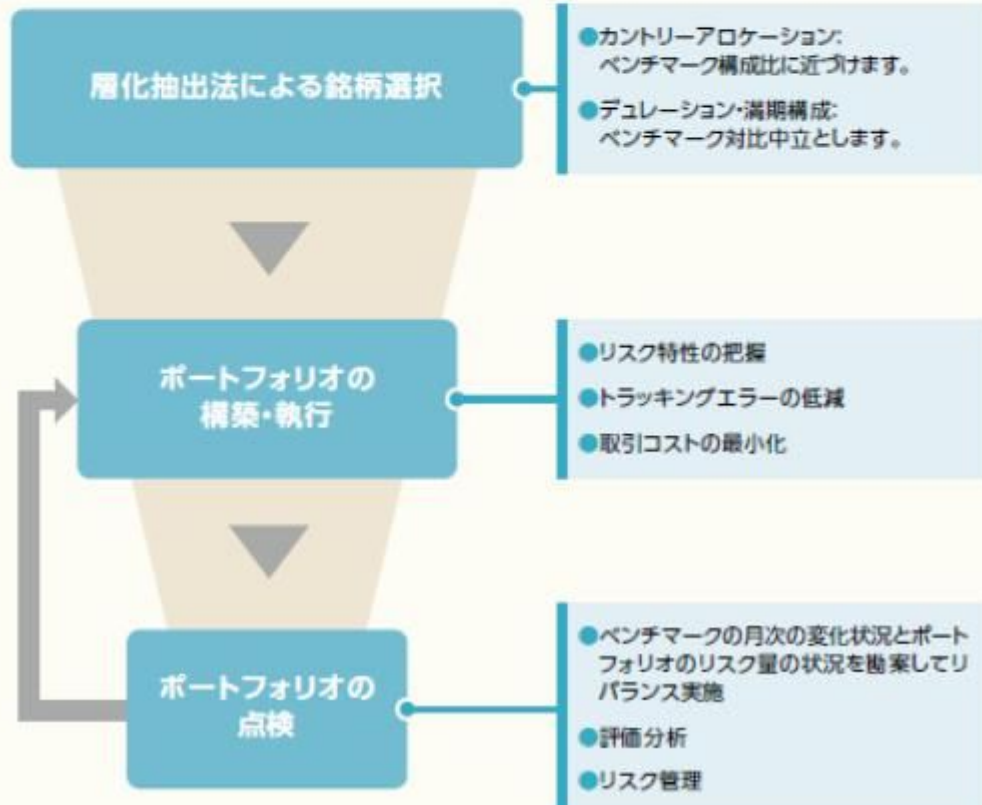 層化抽出法による銘柄選択
●カントリーアロケーション:
ベンチマーク構成比に近づけます。
●デュレーション・満期構成:
ベンチマーク対比中立とします。
ポートフォリオの
構築・執行
●リスク特性の把握
●トラッキングエラーの低減
●取引コストの最小化
ポートフォリオの
点検
●ベンチマークの月次の変化状況とポート
フォリオのリスク量の状況を勘案してリ
バランス実施
●評価分析
●リスク管理